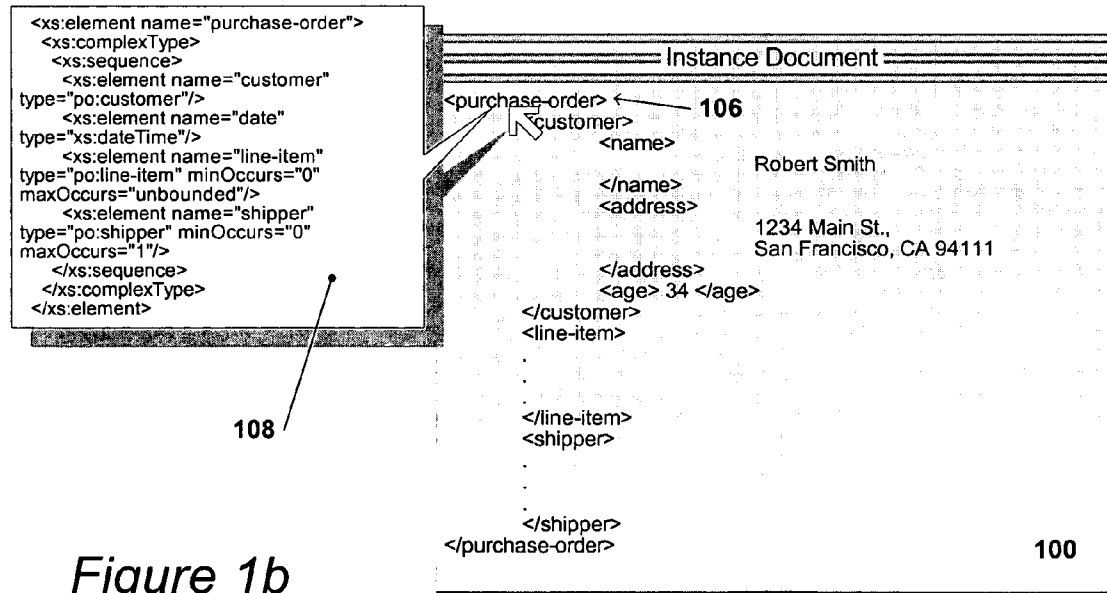 <xs:element name="purchase-order">
<xs:complexType>
<xs:sequence>
<xs:element name="customer"
type="po:customer"/>
<xs:element name="date"
type="xs:dateTime"/>
<xs:element name="line-item"
type="po:line-item" minOccurs="0"
maxOccurs="unbounded"/>
<xs:element name="shipper"
type="po:shipper" minOccurs="0"
maxOccurs="1"/>
</xs:sequence>
</xs:complexType>
</xs:element>
108
Instance Document
<purchase-order> 106
<customer>
<name>
Robert Smith
</name>
<address>
1234 Main St.,
San Francisco, CA 94111
</address>
<age> 34 </age>
</customer>
<line-item>
.
.
.
</line-item>
<shipper>
.
.
.
</shipper>
</purchase-order>
100
Figure 1b